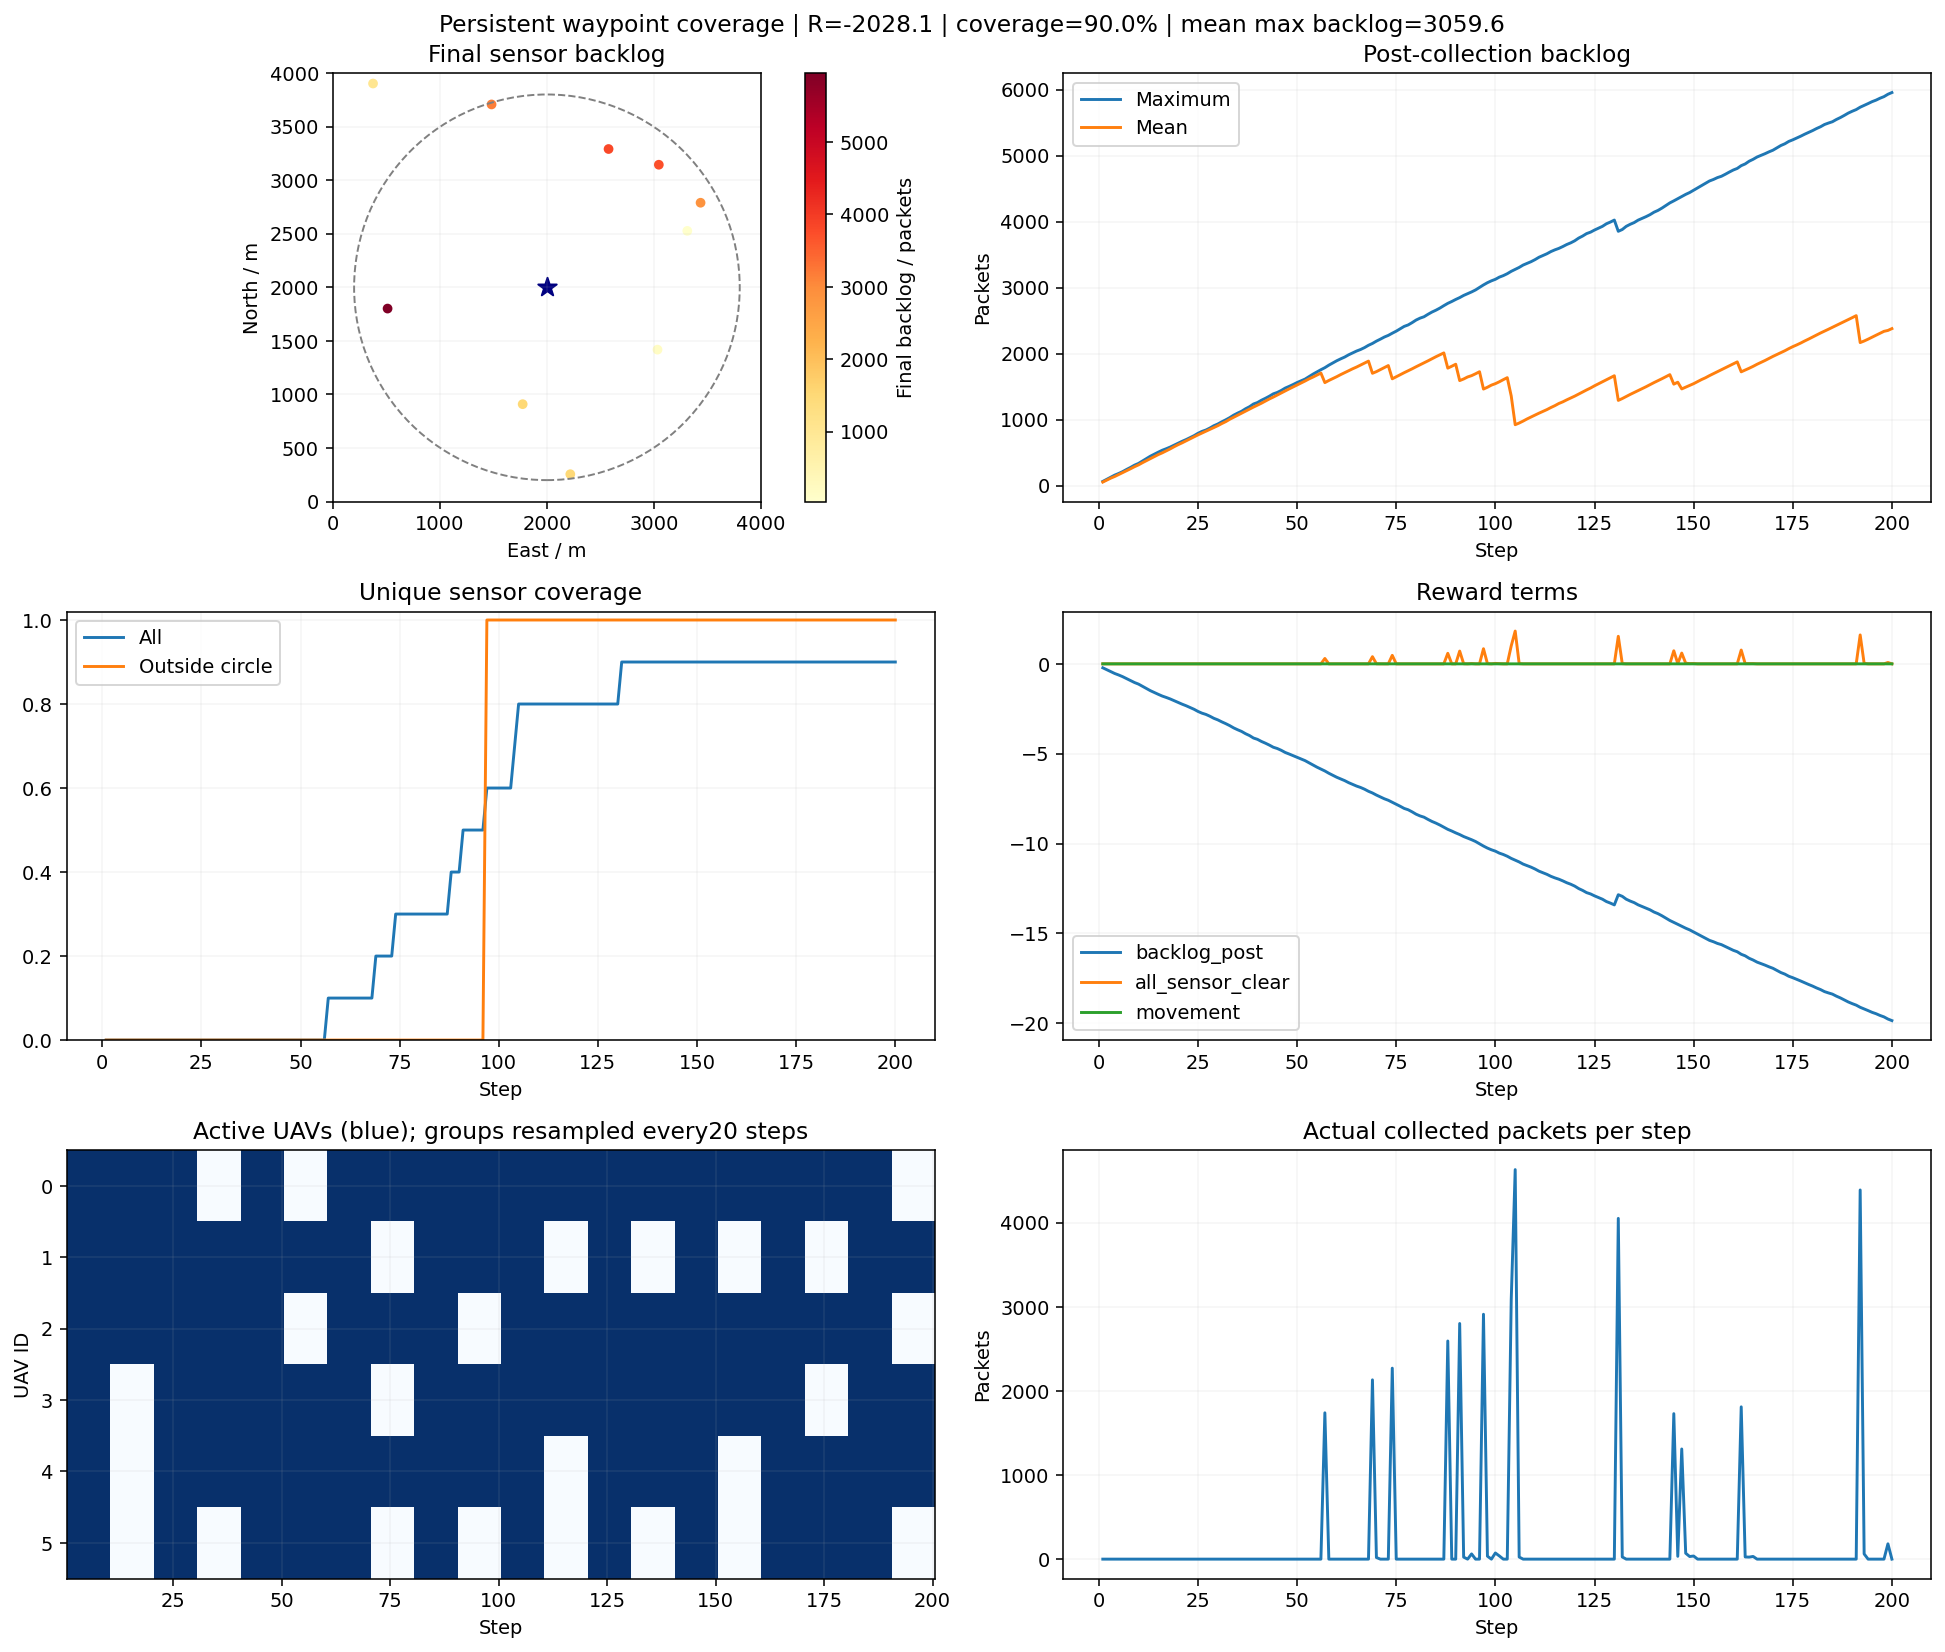 Persistent waypoint coverage | R=-2028.1 | coverage=90.0% | mean max backlog=3059.6
Final sensor backlog
4000
3500
3000
2500
2000
1500
1000
500
0
North / m
0 1000 2000 3000 4000
East / m
5000
4000
3000
2000
1000
Final backlog / packets
Post-collection backlog
Maximum
Mean
6000
5000
4000
3000
2000
1000
0
Packets
0 25 50 75 100 125 150 175 200
Step
Unique sensor coverage
All
Outside circle
1.0
0.8
0.6
0.4
0.2
0.0
0 25 50 75 100 125 150 175 200
Step
Reward terms
0
−5
−10
−15
−20
backlog_post
all_sensor_clear
movement
0 25 50 75 100 125 150 175 200
Step
Active UAVs (blue); groups resampled every20 steps
0
1
2
3
4
5
UAV ID
25 50 75 100 125 150 175 200
Step
Actual collected packets per step
4000
3000
2000
1000
0
Packets
0 25 50 75 100 125 150 175 200
Step